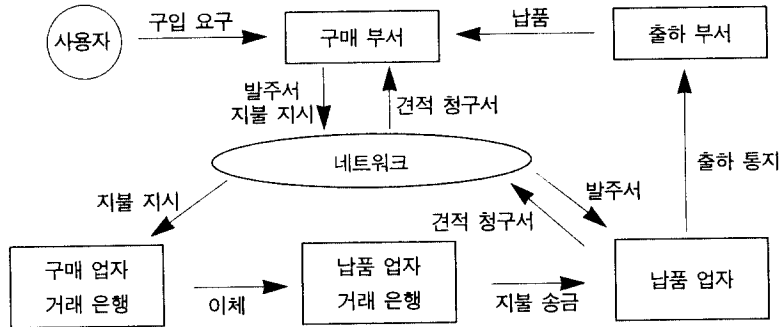 구입 요구
납품
사용자
구매 부서
출하 부서
발주서
지불 지시
견적 청구서
네트워크
출하 통지
지불 지시
발주서
견적 청구서
구매 업자
거래 은행
이체
납품 업자
거래 은행
지불 송금
납품 업자